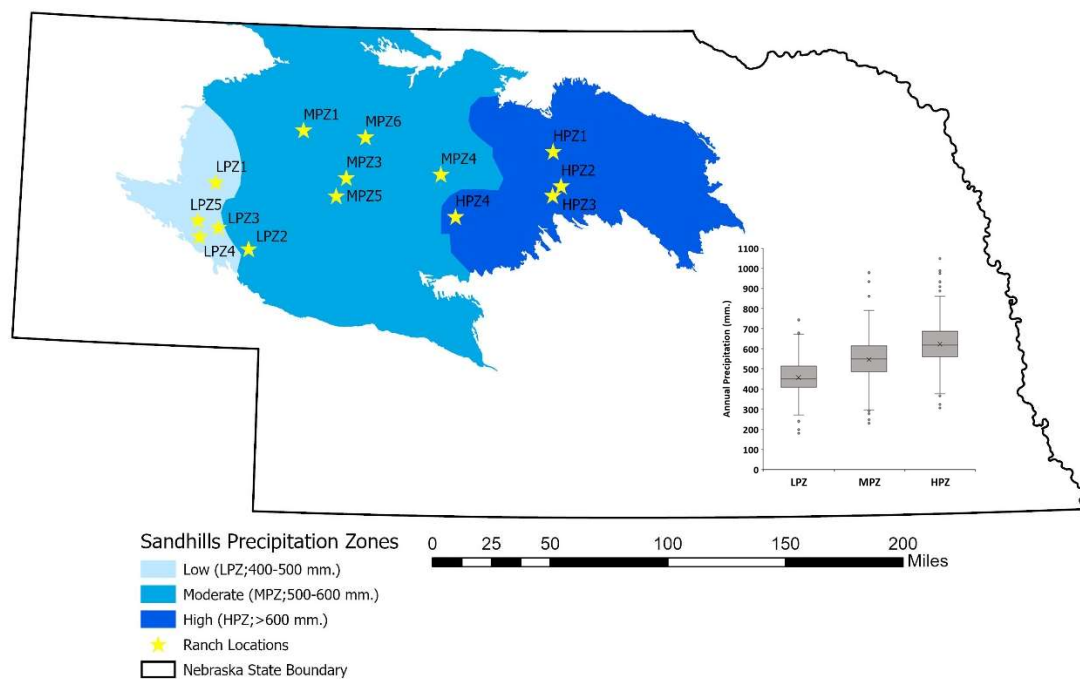 MPZ1
MPZ6
HPZ1
LPZ1
MPZ3
MPZ4
HPZ2
MPZ5
HPZ3
LPZ5
LPZ3
HPZ4
LPZ4
LPZ2
Annual Precipitation (mm.)
1100
1000
900
800
700
600
500
400
300
200
100
0
LPZ MPZ HPZ
Sandhills Precipitation Zones
Low (LPZ;400-500 mm.)
Moderate (MPZ;500-600 mm.)
High (HPZ;>600 mm.)
Ranch Locations
Nebraska State Boundary
0 25 50 100 200
Miles